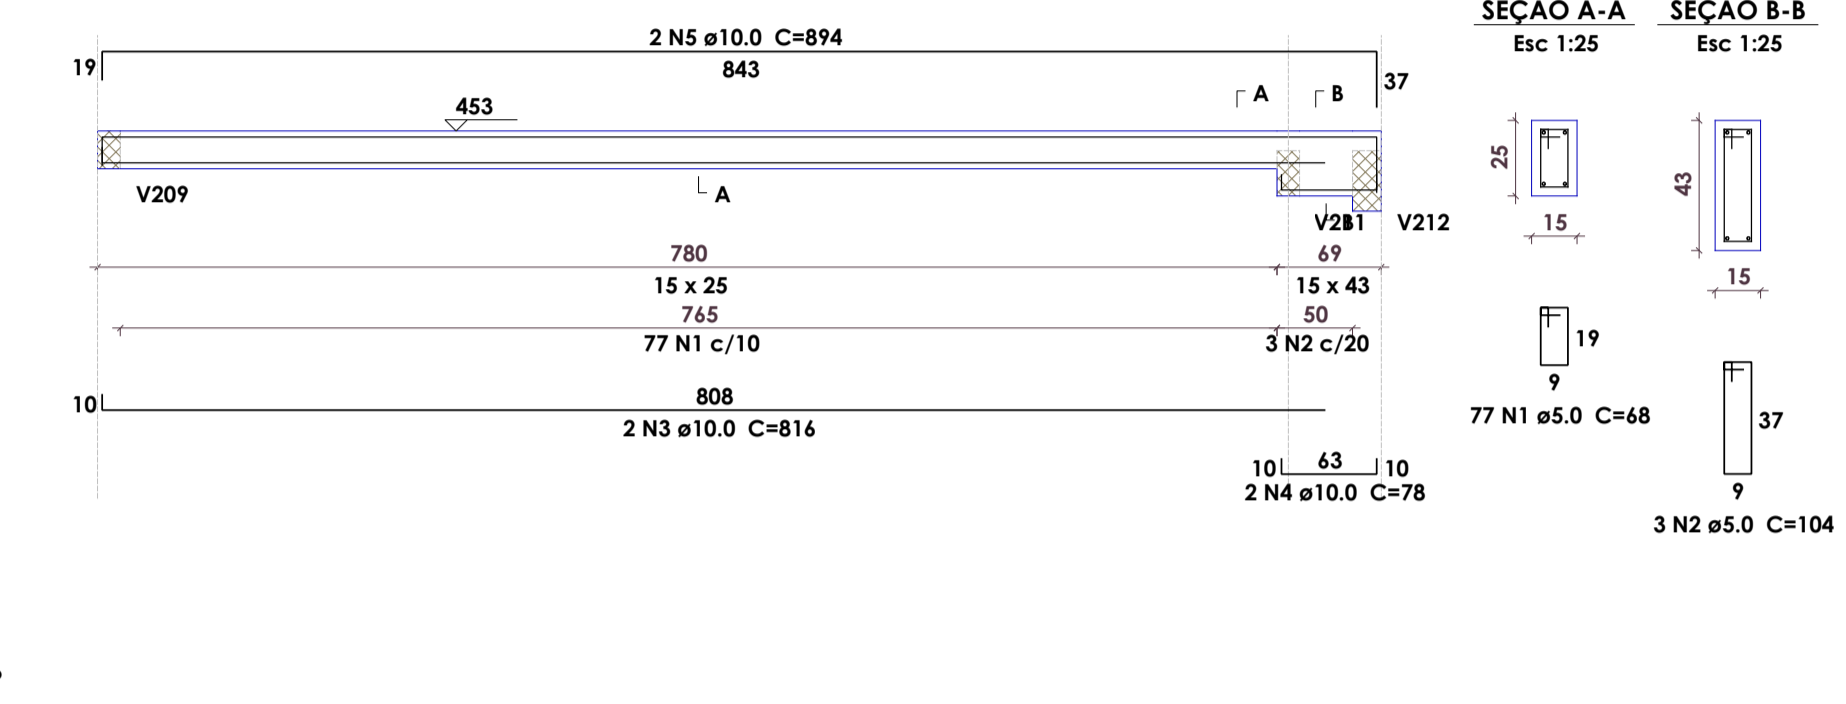 SEÇÃO A-A
SEÇÃO B-B
Esc 1:25
Esc 1:25
2 N5 ø10.0 C=894
19
843
37
A
B
453
25
43
V209
A
V211
B
V212
15
780
69
15 x 25
15 x 43
15
765
50
77 N1 c/10
3 N2 c/20
19
9
10
808
77 N1 ø5.0 C=68
37
2 N3 ø10.0 C=816
10
63
10
2 N4 ø10.0 C=78
9
3 N2 ø5.0 C=104